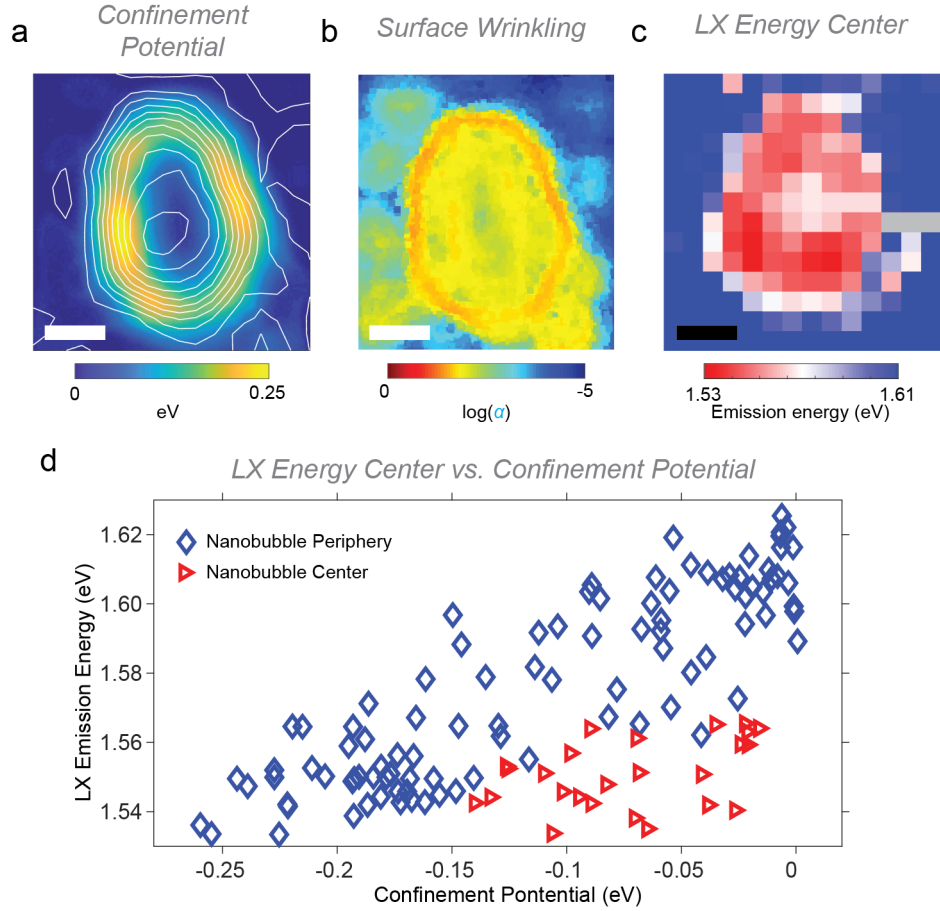 a
Confinement
Potential
b
Surface Wrinkling
c
LX Energy Center
0
0.25
eV
0
-5
log(α)
1.53
1.61
Emission energy (eV)
d
LX Energy Center vs. Confinement Potential
Nanobubble Periphery
Nanobubble Center
LX Emission Energy (eV)
1.62
1.60
1.58
1.56
1.54
-0.25
-0.2
-0.15
-0.1
-0.05
0
Confinement Pontential (eV)